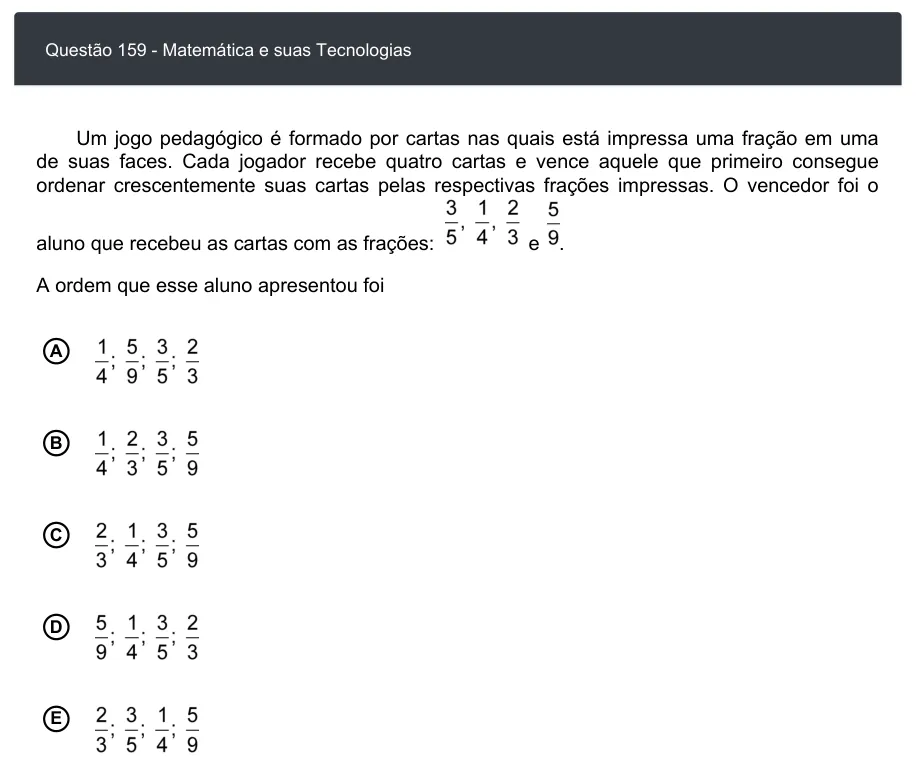 Questão 159 - Matemática e suas Tecnologias
Um jogo pedagógico é formado por cartas nas quais está impressa uma fração em uma
de suas faces. Cada jogador recebe quatro cartas e vence aquele que primeiro consegue
ordenar crescentemente suas cartas pelas respectivas frações impressas. O vencedor foi o
aluno que recebeu as cartas com as frações: 3/5, 1/4, 2/3 e 5/9.
A ordem que esse aluno apresentou foi
A 1/4; 5/9; 3/5; 2/3
B 1/4; 2/3; 3/5; 5/9
C 2/3; 1/4; 3/5; 5/9
D 5/9; 1/4; 3/5; 2/3
E 2/3; 3/5; 1/4; 5/9